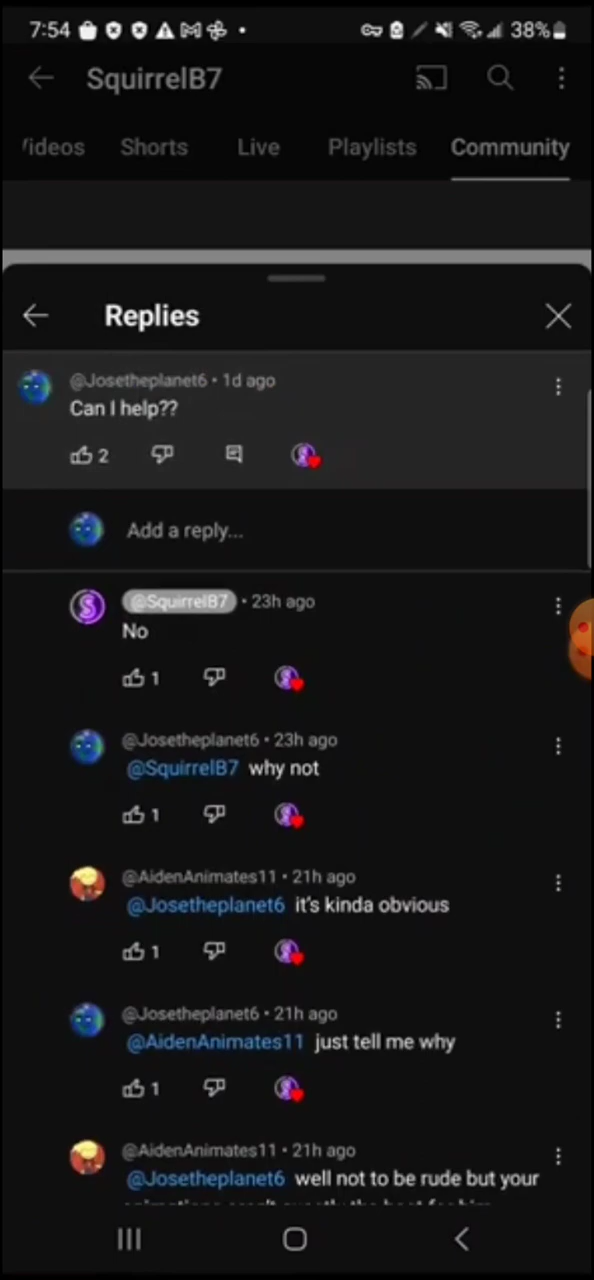 7:54
38%
SquirrelB7
Videos Shorts Live Playlists Community
Replies
@Josetheplanet6 • 1d ago
Can I help??
2
Add a reply...
@SquirrelB7 • 23h ago
No
1
@Josetheplanet6 • 23h ago
@SquirrelB7 why not
1
@AidenAnimates11 • 21h ago
@Josetheplanet6 it's kinda obvious
1
@Josetheplanet6 • 21h ago
@AidenAnimates11 just tell me why
1
@AidenAnimates11 • 21h ago
@Josetheplanet6 well not to be rude but your